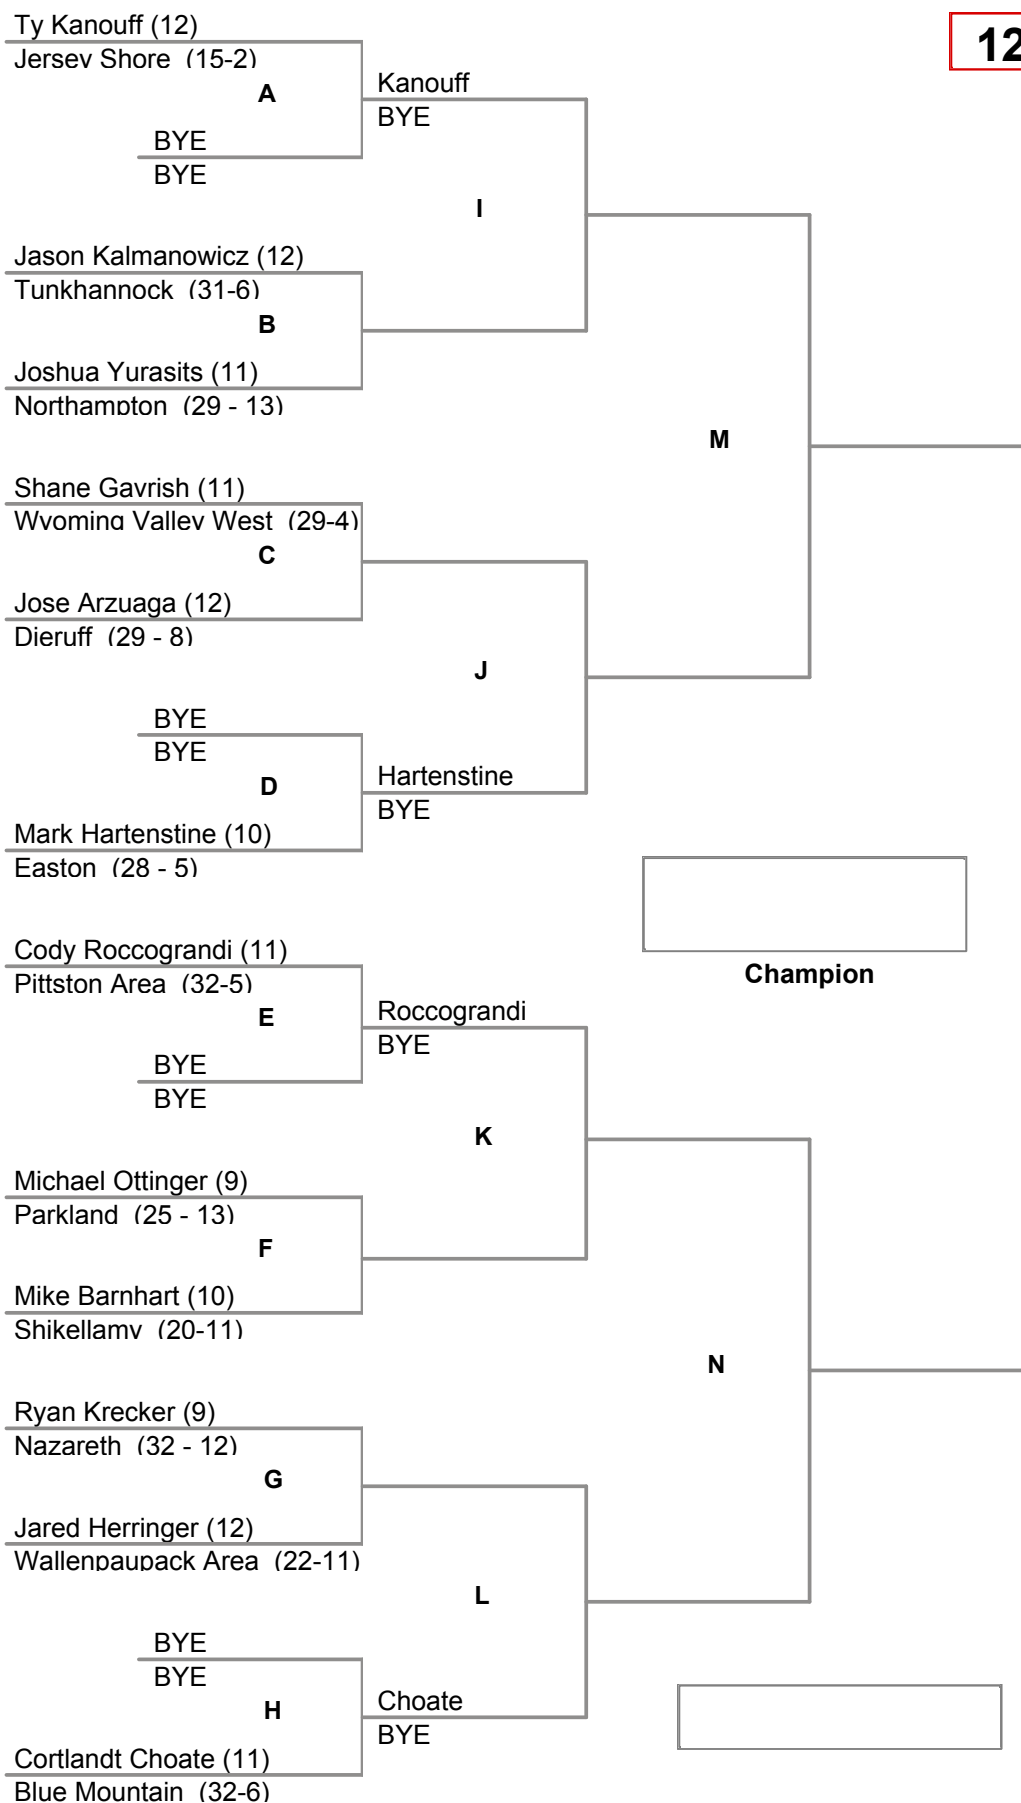 Ty Kanouff (12)
Jersey Shore (15-2)
12
A
Kanouff
BYE
BYE
BYE
I
Jason Kalmanowicz (12)
Tunkhannock (31-6)
B
Joshua Yurasits (11)
Northampton (29 - 13)
M
Shane Gavrish (11)
Wyoming Valley West (29-4)
C
Jose Arzuaga (12)
Dieruff (29 - 8)
J
BYE
BYE
D
Hartenstine
BYE
Mark Hartenstine (10)
Easton (28 - 5)
Champion
Cody Roccograndi (11)
Pittston Area (32-5)
E
Roccograndi
BYE
BYE
BYE
K
Michael Ottinger (9)
Parkland (25 - 13)
F
Mike Barnhart (10)
Shikellamy (20-11)
N
Ryan Krecker (9)
Nazareth (32 - 12)
G
Jared Herringer (12)
Wallenpaupack Area (22-11)
L
BYE
BYE
H
Choate
BYE
Cortlandt Choate (11)
Blue Mountain (32-6)